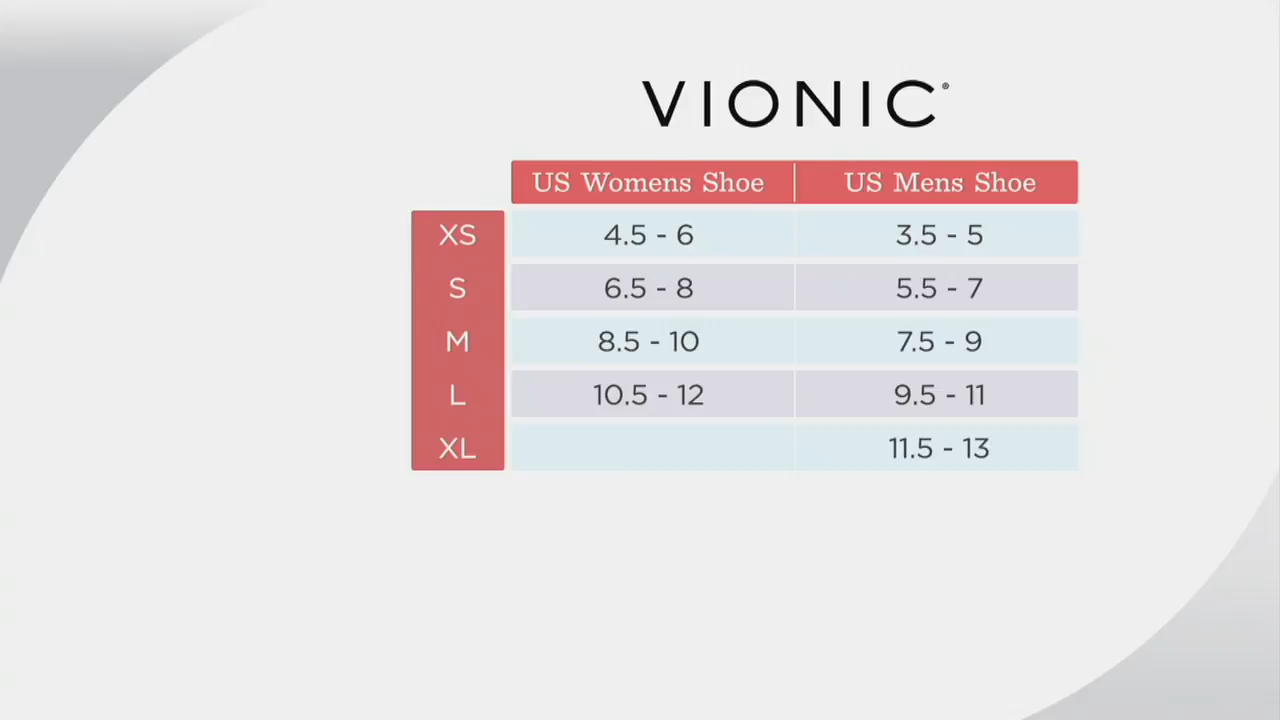 VIONIC®
US Womens Shoe US Mens Shoe
XS 4.5 - 6 3.5 - 5
S 6.5 - 8 5.5 - 7
M 8.5 - 10 7.5 - 9
L 10.5 - 12 9.5 - 11
XL 11.5 - 13